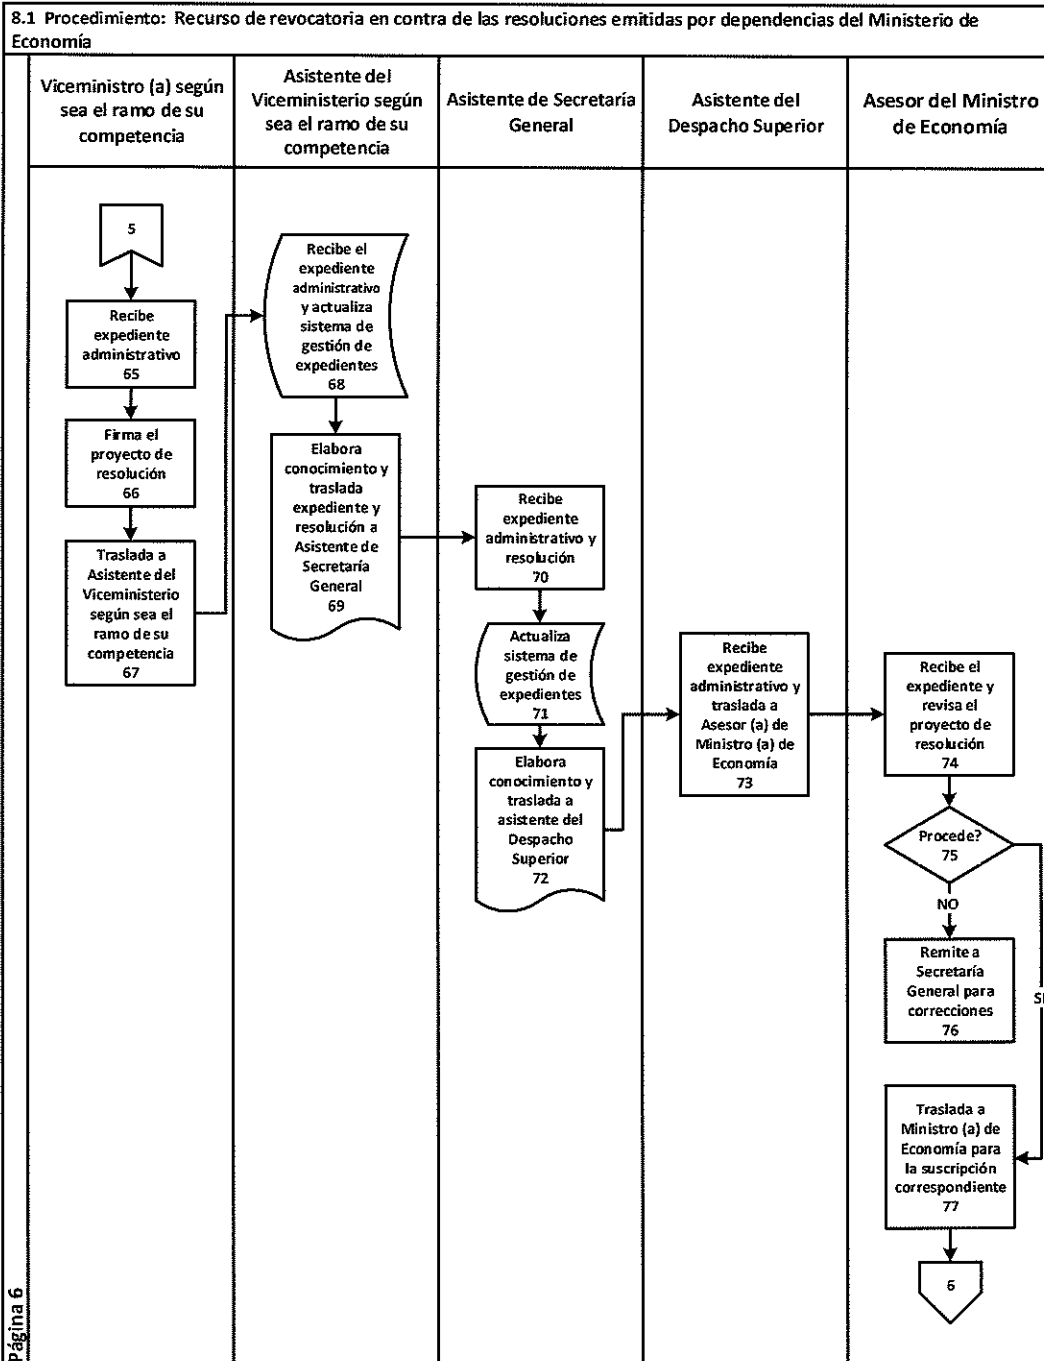 8.1 Procedimiento: Recurso de revocatoria en contra de las resoluciones emitidas por dependencias del Ministerio de
Economía
Viceministro (a) según
sea el ramo de su
competencia
Asistente del
Viceministerio según
sea el ramo de su
competencia
Asistente de Secretaría
General
Asistente del
Despacho Superior
Asesor del Ministro
de Economía
5
Recibe
expediente
administrativo
65
Firma el
proyecto de
resolución
66
Traslada a
Asistente del
Viceministerio
según sea el
ramo de su
competencia
67
Recibe el
expediente
administrativo
y actualiza
sistema de
gestión de
expedientes
68
Elabora
conocimiento y
traslada
expediente y
resolución a
Asistente de
Secretaría
General
69
Recibe
expediente
administrativo y
resolución
70
Actualiza
sistema de
gestión de
expedientes
71
Elabora
conocimiento y
traslada a
asistente del
Despacho
Superior
72
Recibe
expediente
administrativo y
traslada a
Asesor (a) de
Ministro (a) de
Economía
73
Recibe el
expediente y
revisa el
proyecto de
resolución
74
Procede?
75
NO
SI
Remite a
Secretaría
General para
correcciones
76
Traslada a
Ministro (a) de
Economía para
la suscripción
correspondiente
77
6
Página 6